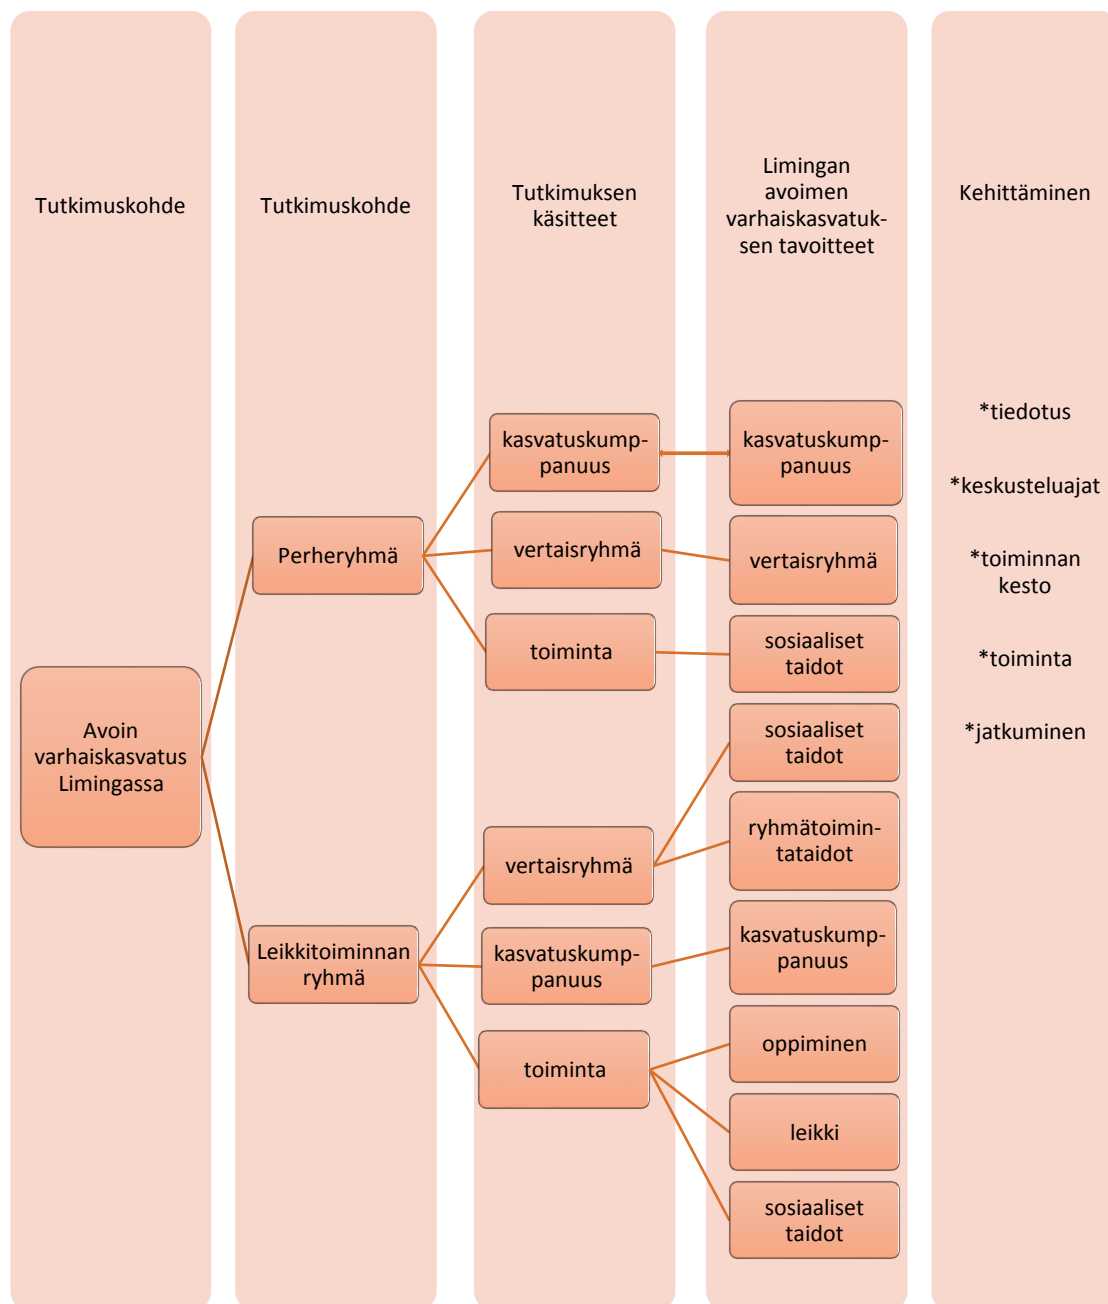 Tutkimuskohde
Tutkimuskohde
Tutkimuksen
käsitteet
Limingan
avoimen
varhaiskasvatuk-
sen tavoitteet
Kehittäminen
Avoin
varhaiskasvatus
Limingassa
Perheryhmä
Leikkitoiminnan
ryhmä
kasvatuskump-
panuus
vertaisryhmä
toiminta
vertaisryhmä
kasvatuskump-
panuus
toiminta
kasvatuskump-
panuus
vertaisryhmä
sosiaaliset
taidot
sosiaaliset
taidot
ryhmätoimin-
tataidot
kasvatuskump-
panuus
oppiminen
leikki
sosiaaliset
taidot
*tiedotus
*keskusteluajat
*toiminnan
kesto
*toiminta
*jatkuminen